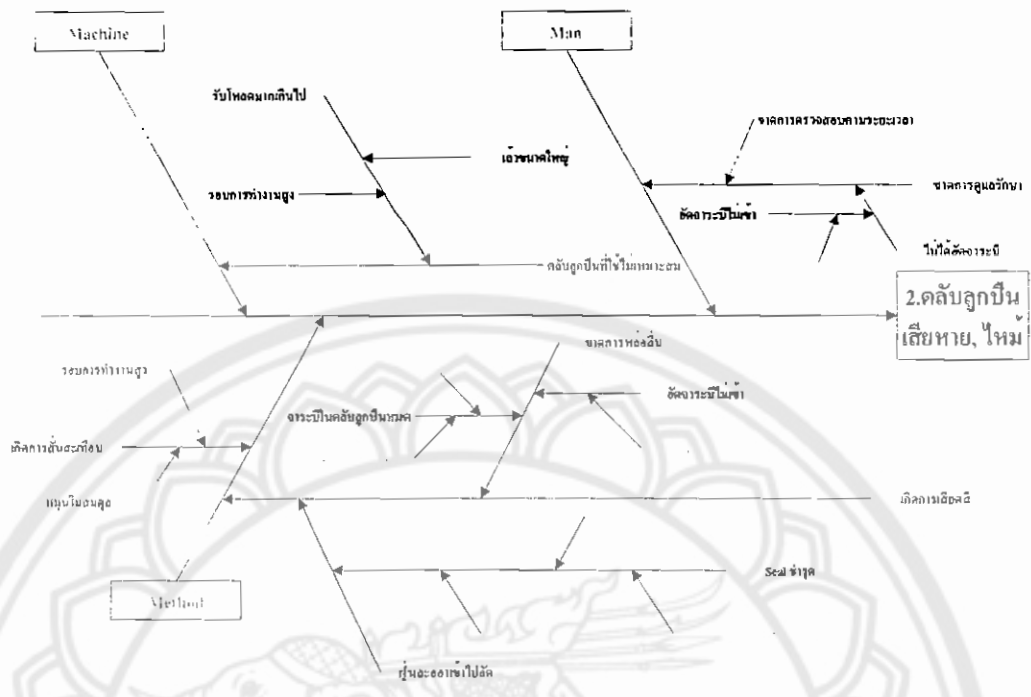 Machine
Man
รับโหลดมากเกินไป
ขาดการตรวจสอบตามระยะเวลา
เฉาขนาดใหญ่
รอบการทำงานสูง
ขาดการดูแลรักษา
อัดจาระบีไม่เข้า
ไม่ได้อัดจาระบี
ตลับลูกปืนที่ใช้ไม่เหมาะสม
2.ตลับลูกปืน
เสียหาย, ไหม้
ขาดการหล่อลื่น
รอบการทำงานสูง
อัดจาระบีไม่เข้า
จาระบีในตลับลูกปืนหมด
เกิดการสั่นสะเทือน
หมุนไม่สมดุล
เกิดการเสียดสี
Seal ชำรุด
Method
ฝุ่นละอองเข้าไปขัด